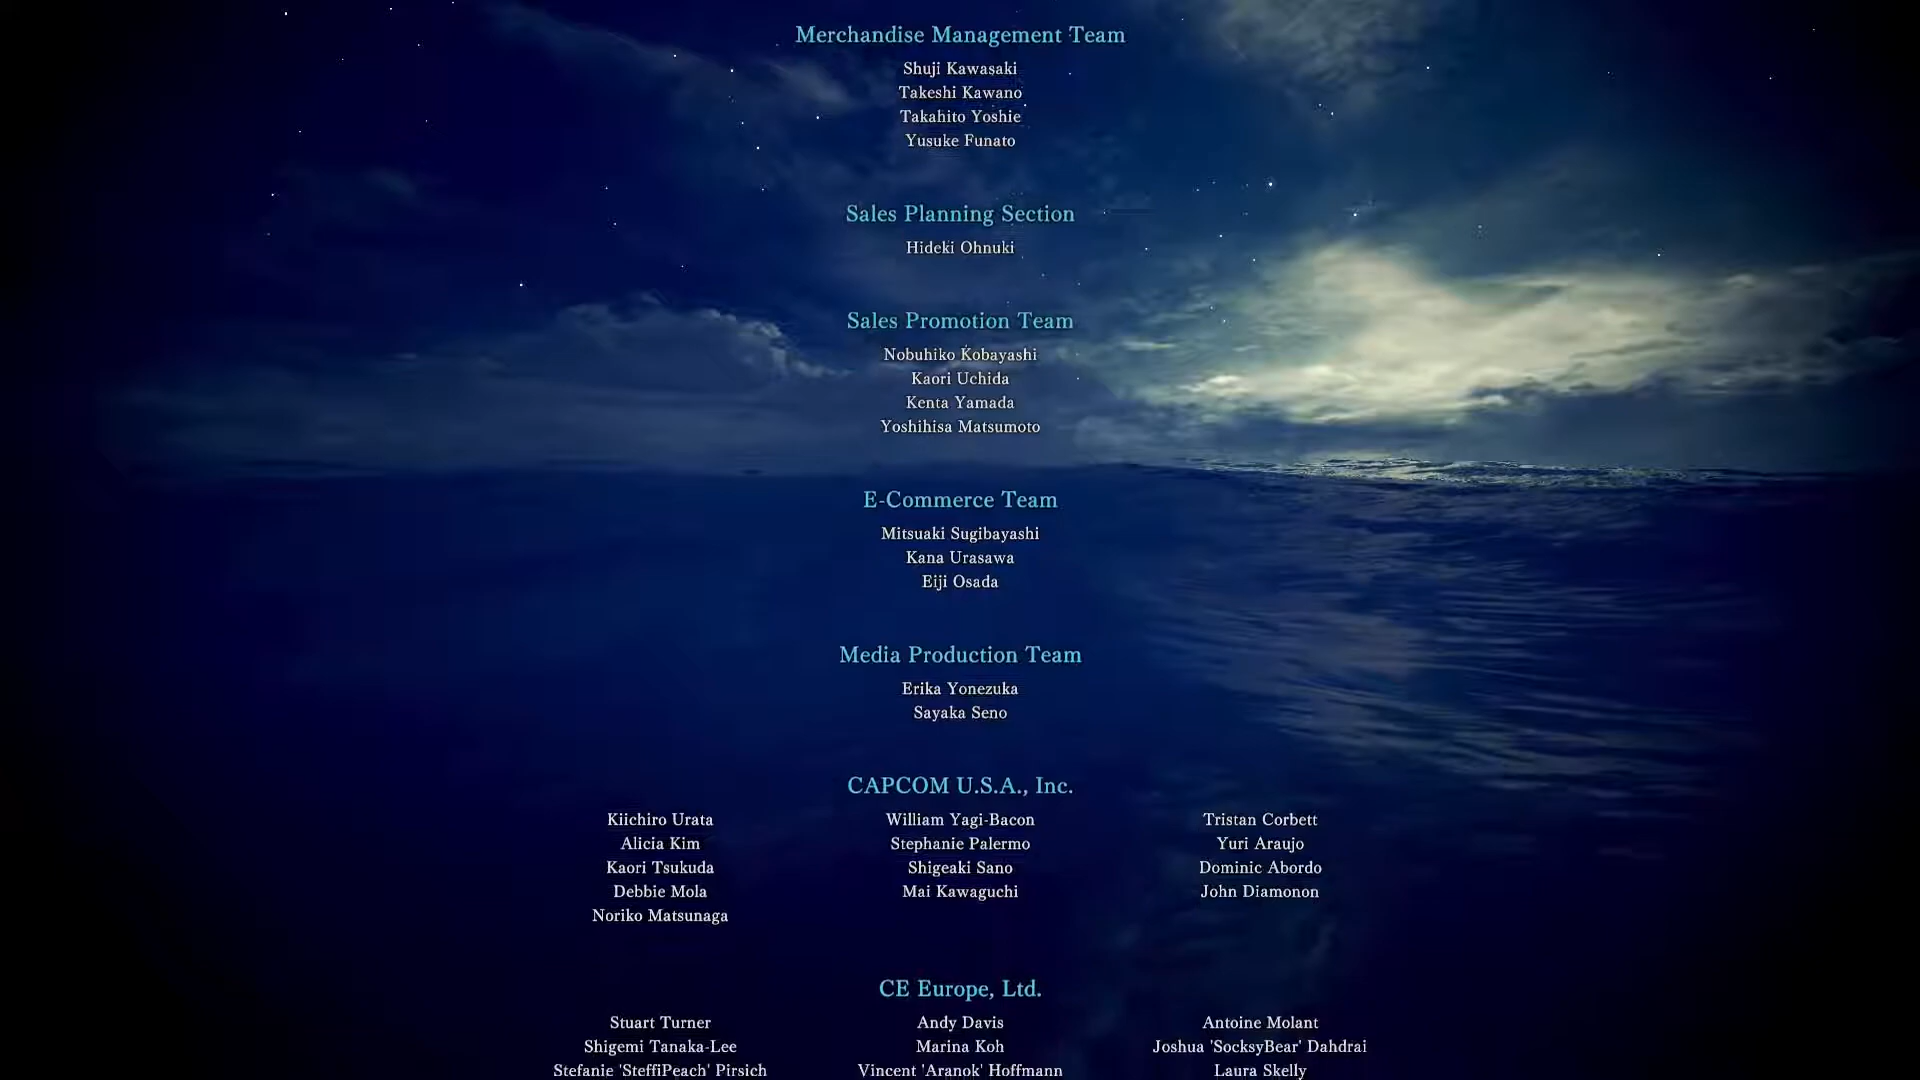 Merchandise Management Team
Shuji Kawasaki
Takeshi Kawano
Takahito Yoshie
Yusuke Funato
Sales Planning Section
Hideki Ohnuki
Sales Promotion Team
Nobuhiko Kobayashi
Kaori Uchida
Kenta Yamada
Yoshihisa Matsumoto
E-Commerce Team
Mitsuaki Sugibayashi
Kana Urasawa
Eiji Osada
Media Production Team
Erika Yonezuka
Sayaka Seno
CAPCOM U.S.A., Inc.
Kiichiro Urata William Yagi-Bacon Tristan Corbett
Alicia Kim Stephanie Palermo Yuri Araujo
Kaori Tsukuda Shigeaki Sano Dominic Abordo
Debbie Mola Mai Kawaguchi John Diamonon
Noriko Matsunaga
CE Europe, Ltd.
Stuart Turner Andy Davis Antoine Molant
Shigemi Tanaka-Lee Marina Koh Joshua 'SocksyBear' Dahdrai
Stefanie 'SteffiPeach' Pirsich Vincent 'Aranok' Hoffmann Laura Skelly